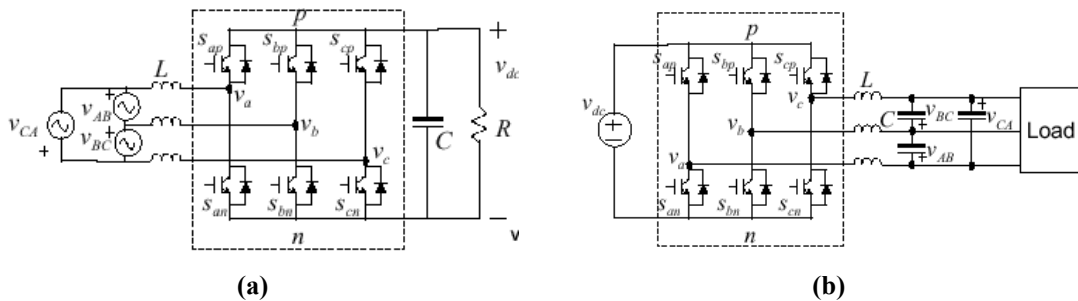 p
s_ap s_bp s_cp
+
L
v_a
v_dc
v_AB
+
v_CA
v_b
C
R
v_BC
+
+
v_c
s_an s_bn s_cn
n
−
v
(a)
p
s_ap s_bp s_cp
L
v_c
v_dc
+
−
v_b
C
v_BC
+
v_CA
+
Load
v_a
v_AB
+
s_an s_bn s_cn
n
(b)